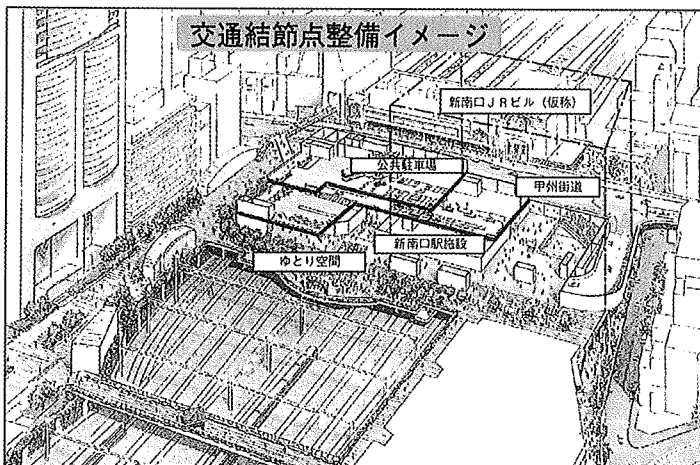 交通結節点整備イメージ
新南口JRビル（仮称）
公共駐車場
甲州街道
新南口駅施設
ゆとり空間